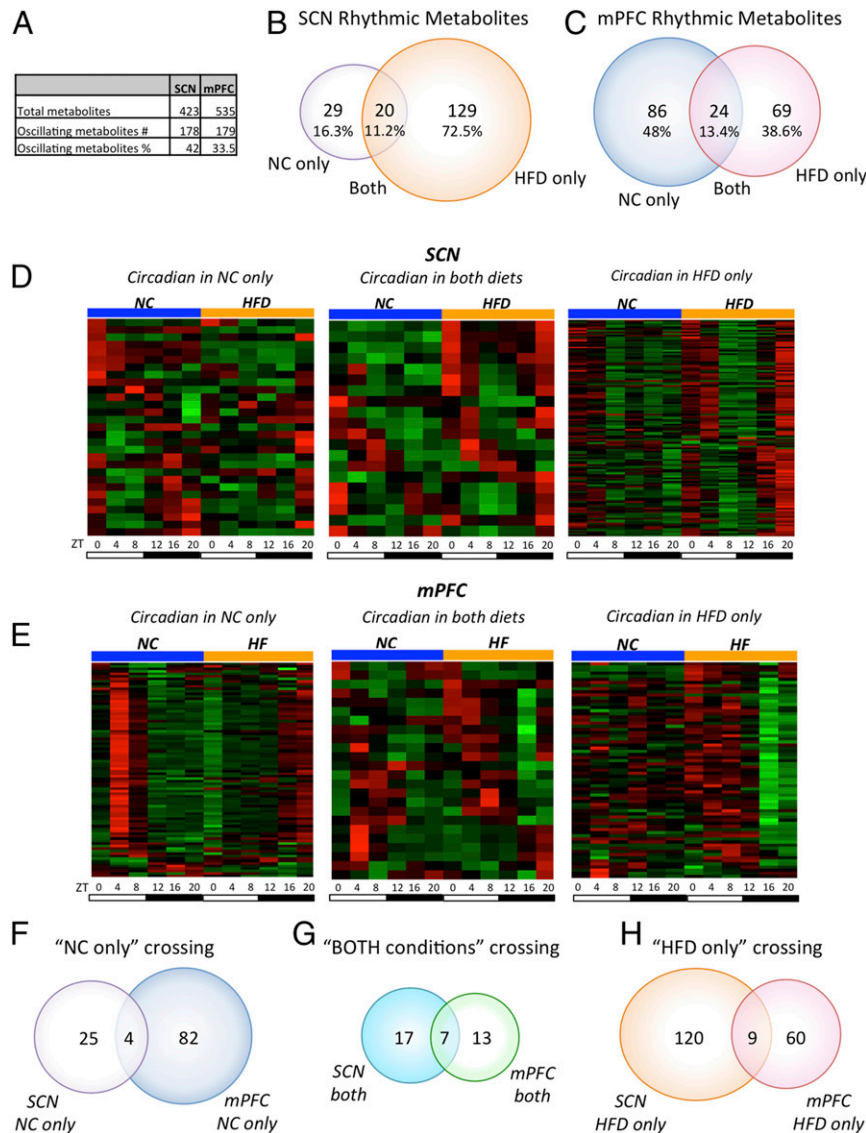 A
SCN mPFC
Total metabolites 423 535
Oscillating metabolites # 178 179
Oscillating metabolites % 42 33.5
B
SCN Rhythmic Metabolites
29 20 129
16.3% 11.2% 72.5%
NC only
Both
HFD only
C
mPFC Rhythmic Metabolites
86 24 69
48% 13.4% 38.6%
NC only
Both
HFD only
D
SCN
Circadian in NC only Circadian in both diets Circadian in HFD only
NC HFD NC HFD NC HFD
ZT 0 4 8 12 16 20 0 4 8 12 16 20 0 4 8 12 16 20 0 4 8 12 16 20 0 4 8 12 16 20 0 4 8 12 16 20
E
mPFC
Circadian in NC only Circadian in both diets Circadian in HFD only
NC HF NC HF NC HF
ZT 0 4 8 12 16 20 0 4 8 12 16 20 0 4 8 12 16 20 0 4 8 12 16 20 0 4 8 12 16 20 0 4 8 12 16 20
F
“NC only” crossing
25 4 82
SCN
NC only
mPFC
NC only
G
“BOTH conditions” crossing
17 7 13
SCN
both
mPFC
both
H
“HFD only” crossing
120 9 60
SCN
HFD only
mPFC
HFD only